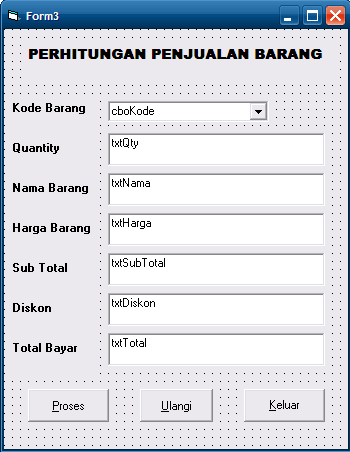 Form3
PERHITUNGAN PENJUALAN BARANG
Kode Barang cboKode
Quantity txtQty
Nama Barang txtNama
Harga Barang txtHarga
Sub Total txtSubTotal
Diskon txtDiskon
Total Bayar txtTotal
Proses Ulangi Keluar